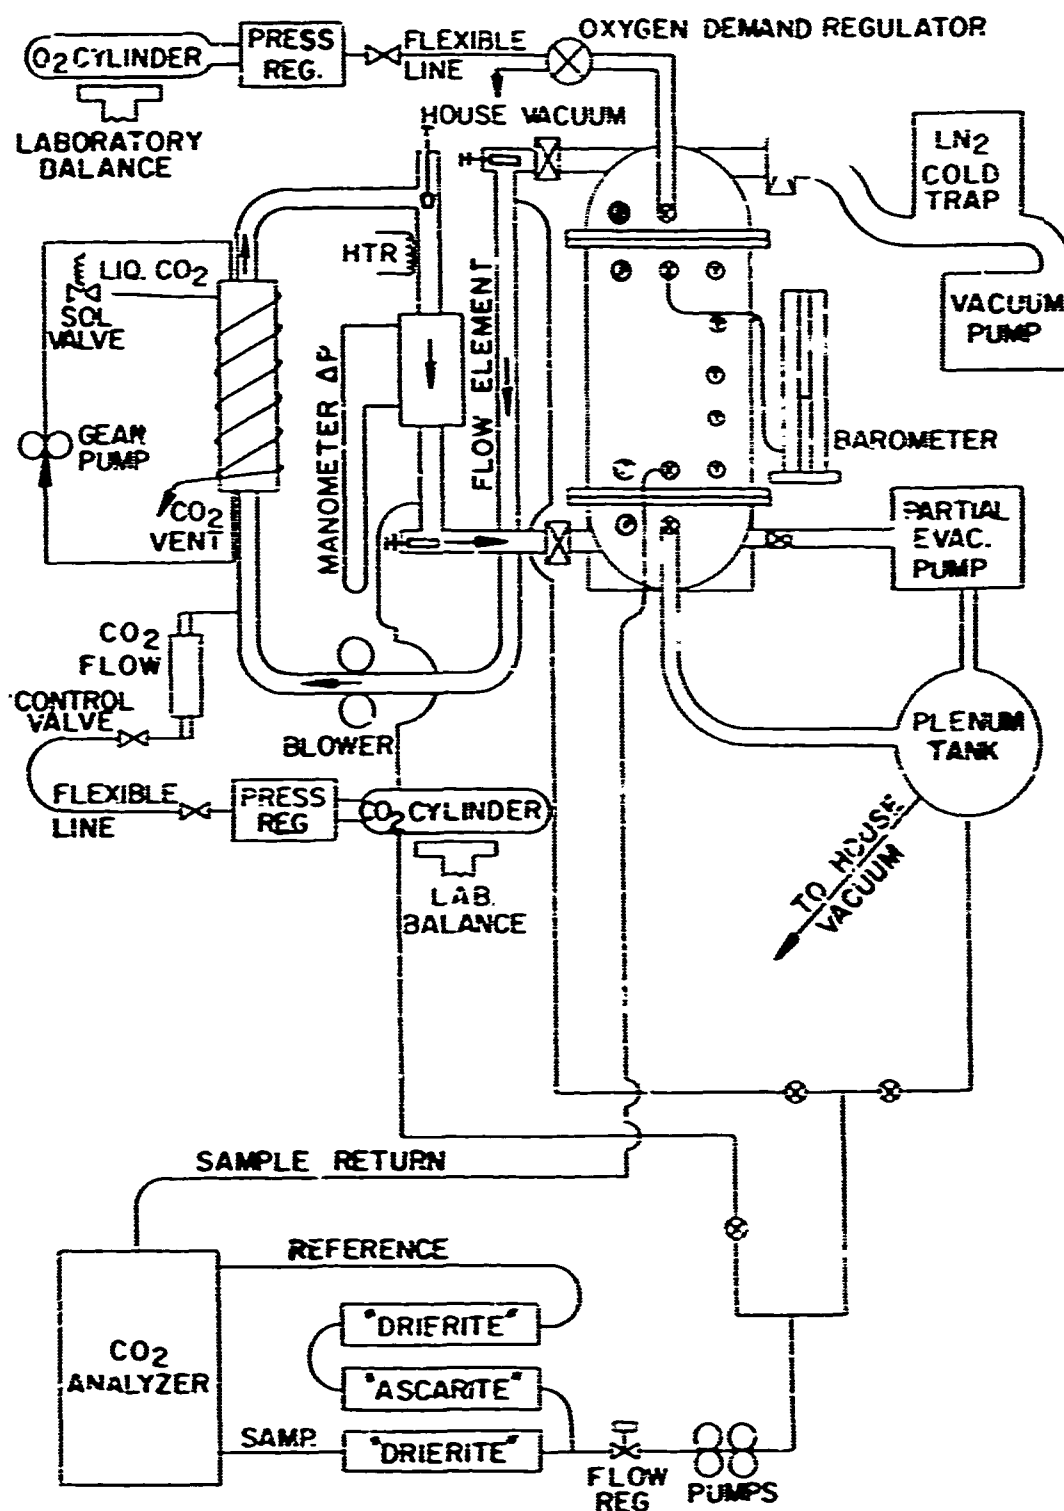 OXYGEN DEMAND REGULATOR
O2 CYLINDER
PRESS
REG.
FLEXIBLE
LINE
HOUSE VACUUM
LABORATORY
BALANCE
LN2
COLD
TRAP
HTR
LIQ. CO2
SOL
VALVE
VACUUM
PUMP
MANOMETER ΔP
FLOW ELEMENT
GEAR
PUMP
BAROMETER
CO2
VENT
PARTIAL
EVAC.
PUMP
CO2
FLOW
CONTROL
VALVE
BLOWER
PLENUM
TANK
FLEXIBLE
LINE
PRESS
REG
CO2 CYLINDER
LAB.
BALANCE
TO HOUSE
VACUUM
SAMPLE RETURN
REFERENCE
"DRIERITE"
CO2
ANALYZER
"ASCARITE"
SAMP.
"DRIERITE"
FLOW
REG
PUMPS